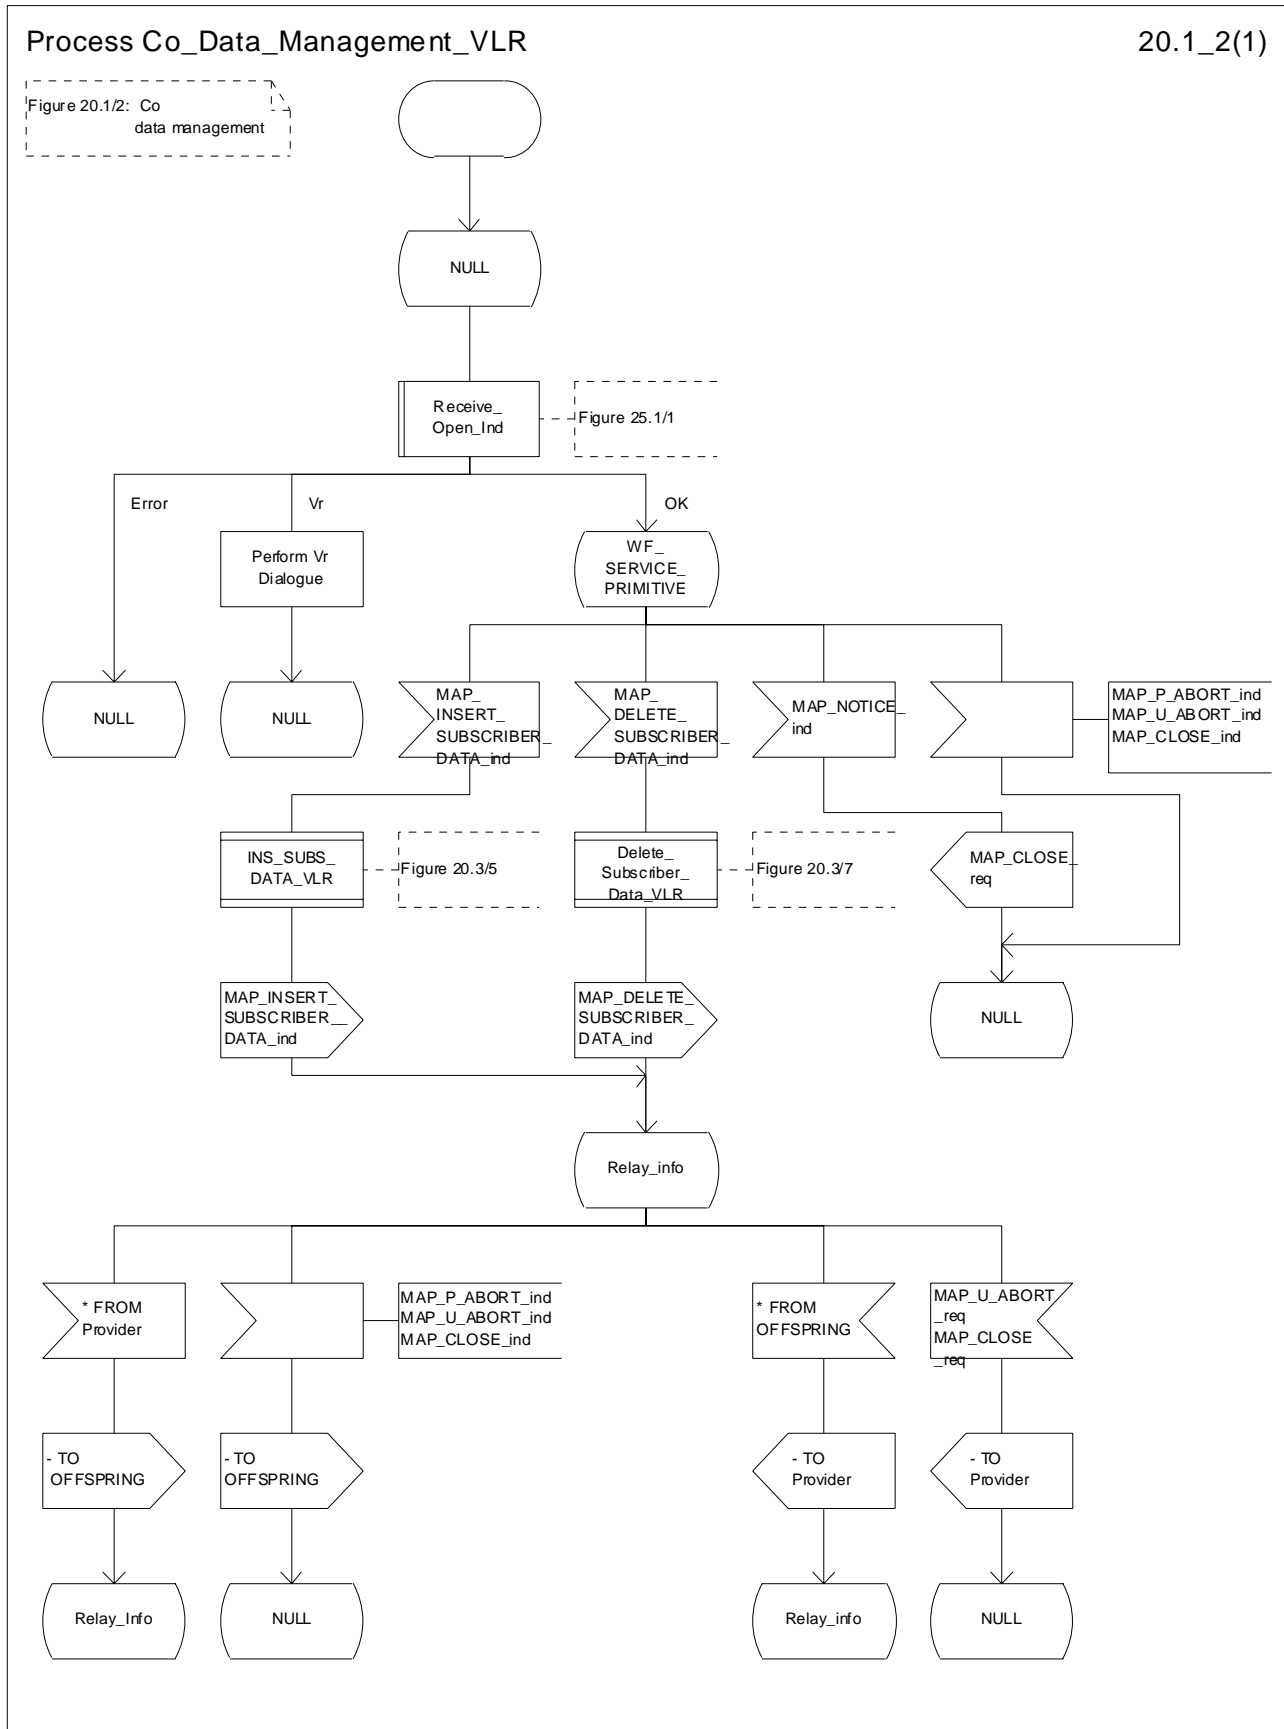 Process Co_Data_Management_VLR
20.1_2(1)
Figure 20.1/2: Co
data management
NULL
Receive_
Open_Ind
Figure 25.1/1
Error
Vr
OK
Perform Vr
Dialogue
WF_
SERVICE_
PRIMITIVE
NULL
NULL
MAP_
INSERT_
SUBSCRIBER_
DATA_ind
MAP_
DELETE_
SUBSCRIBER_
DATA_ind
MAP_NOTICE_
ind
MAP_P_ABORT_ind
MAP_U_ABORT_ind
MAP_CLOSE_ind
INS_SUBS_
DATA_VLR
Figure 20.3/5
Delete_
Subscriber_
Data_VLR
Figure 20.3/7
MAP_CLOSE_
req
MAP_INSERT_
SUBSCRIBER__
DATA_ind
MAP_DELETE_
SUBSCRIBER_
DATA_ind
NULL
Relay_info
* FROM
Provider
MAP_P_ABORT_ind
MAP_U_ABORT_ind
MAP_CLOSE_ind
* FROM
OFFSPRING
MAP_U_ABORT
_req
MAP_CLOSE
_req
- TO
OFFSPRING
- TO
OFFSPRING
- TO
Provider
- TO
Provider
Relay_Info
NULL
Relay_info
NULL